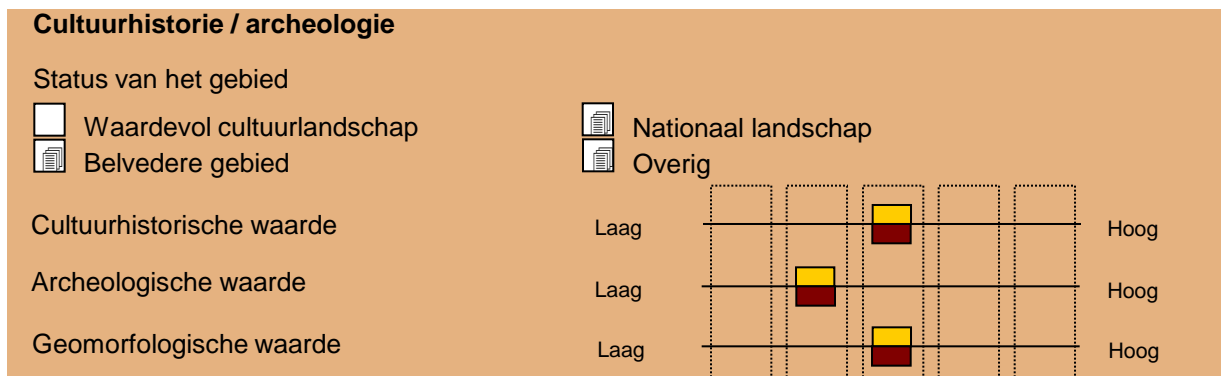 Cultuurhistorie / archeologie
Status van het gebied
Waardevol cultuurlandschap Nationaal landschap
Belvedere gebied Overig
Cultuurhistorische waarde Laag Hoog
Archeologische waarde Laag Hoog
Geomorfologische waarde Laag Hoog